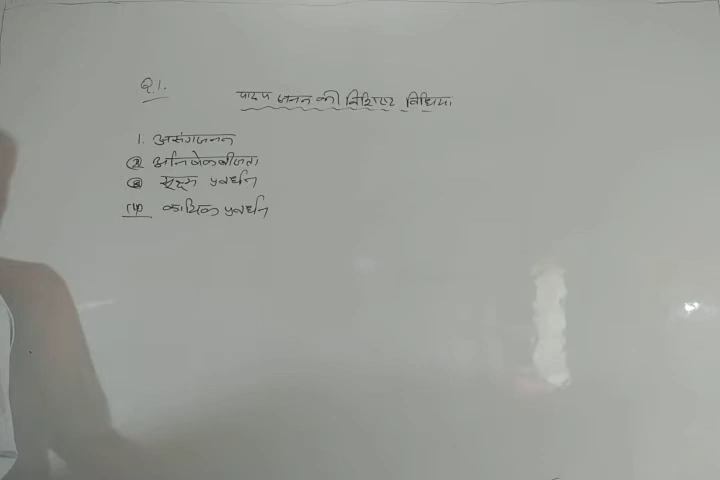 Q.1.
पादप जनन की विशिष्ट विधिया
1. असंगजनन
(2) अनिषेकबीजता
(3) सूक्ष्म प्रवर्धन
(4) कायिक प्रवर्धन